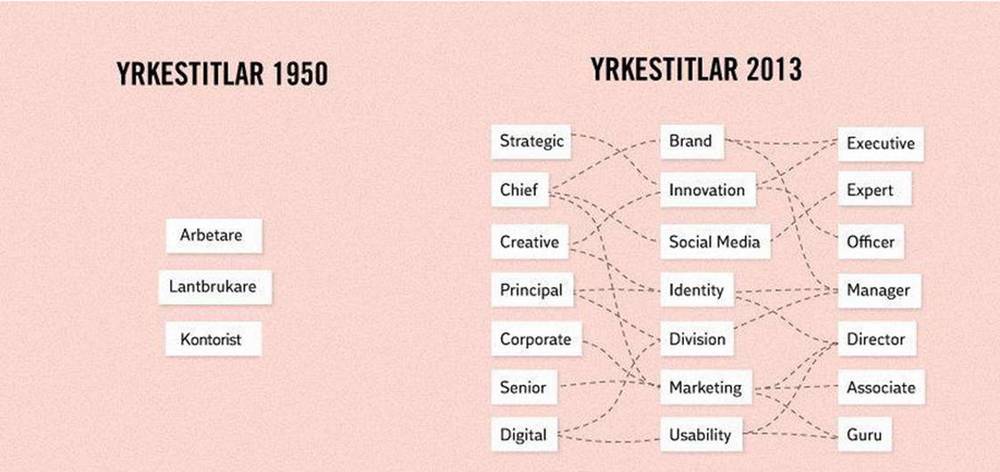 YRKESTITLAR 1950
Arbetare
Lantbrukare
Kontorist
YRKESTITLAR 2013
Strategic
Chief
Creative
Principal
Corporate
Senior
Digital
Brand
Innovation
Social Media
Identity
Division
Marketing
Usability
Executive
Expert
Officer
Manager
Director
Associate
Guru